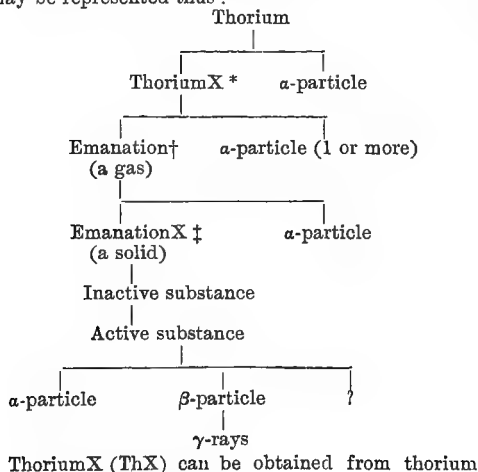 may be represented thus :
Thorium
ThoriumX * α-particle
Emanation† α-particle (1 or more)
(a gas)
EmanationX ‡ α-particle
(a solid)
Inactive substance
Active substance
α-particle β-particle ?
γ-rays
ThoriumX (ThX) can be obtained from thorium